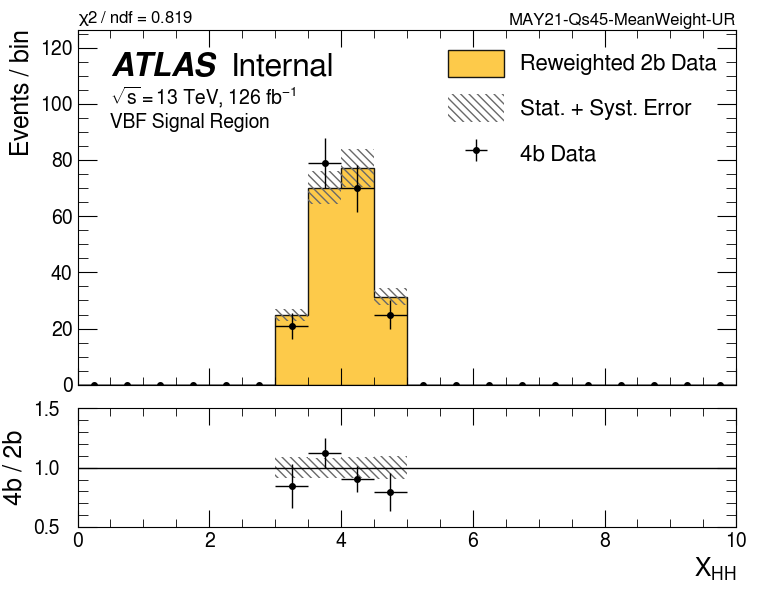 χ² / ndf = 0.819
MAY21-Qs45-MeanWeight-UR
ATLAS Internal
√s = 13 TeV, 126 fb⁻¹
VBF Signal Region
Reweighted 2b Data
Stat. + Syst. Error
4b Data
Events / bin
120
100
80
60
40
20
0
4b / 2b
1.5
1.0
0.5
0 2 4 6 8 10
X_HH